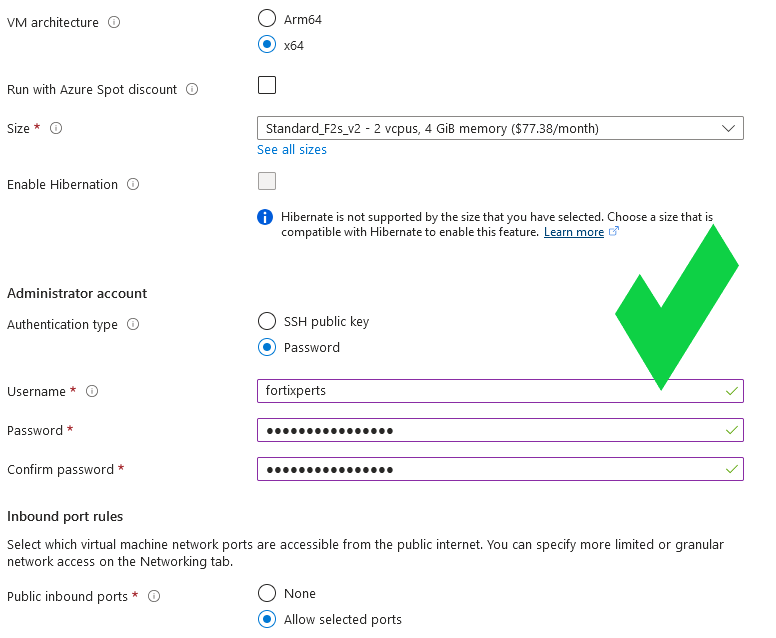 VM architecture
Arm64
x64
Run with Azure Spot discount
Size *
Standard_F2s_v2 - 2 vcpus, 4 GiB memory ($77.38/month)
See all sizes
Enable Hibernation
Hibernate is not supported by the size that you have selected. Choose a size that is
compatible with Hibernate to enable this feature. Learn more
Administrator account
Authentication type
SSH public key
Password
Username *
fortixperts
Password *
●●●●●●●●●●●●●●●●
Confirm password *
●●●●●●●●●●●●●●●●
Inbound port rules
Select which virtual machine network ports are accessible from the public internet. You can specify more limited or granular
network access on the Networking tab.
Public inbound ports *
None
Allow selected ports